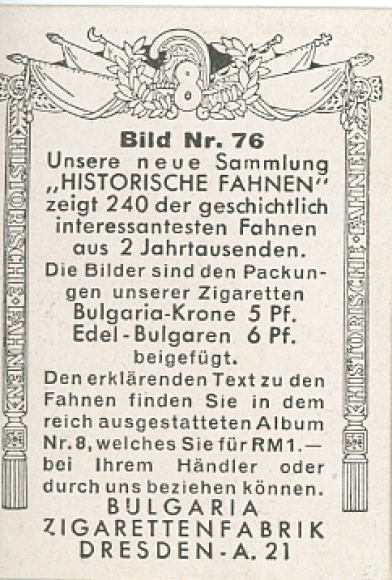 8
Bild Nr. 76
Unsere neue Sammlung
„HISTORISCHE FAHNEN"
zeigt 240 der geschichtlich
interessantesten Fahnen
aus 2 Jahrtausenden.
Die Bilder sind den Packun-
gen unserer Zigaretten
Bulgaria-Krone 5 Pf.
Edel-Bulgaren 6 Pf.
beigefügt.
Den erklärenden Text zu den
Fahnen finden Sie in dem
reich ausgestatteten Album
Nr. 8, welches Sie für RM 1.—
bei Ihrem Händler oder
durch uns beziehen können.
BULGARIA
ZIGARETTENFABRIK
DRESDEN-A. 21
HISTORISCHE • FAHNEN
HISTORISCHE • FAHNEN